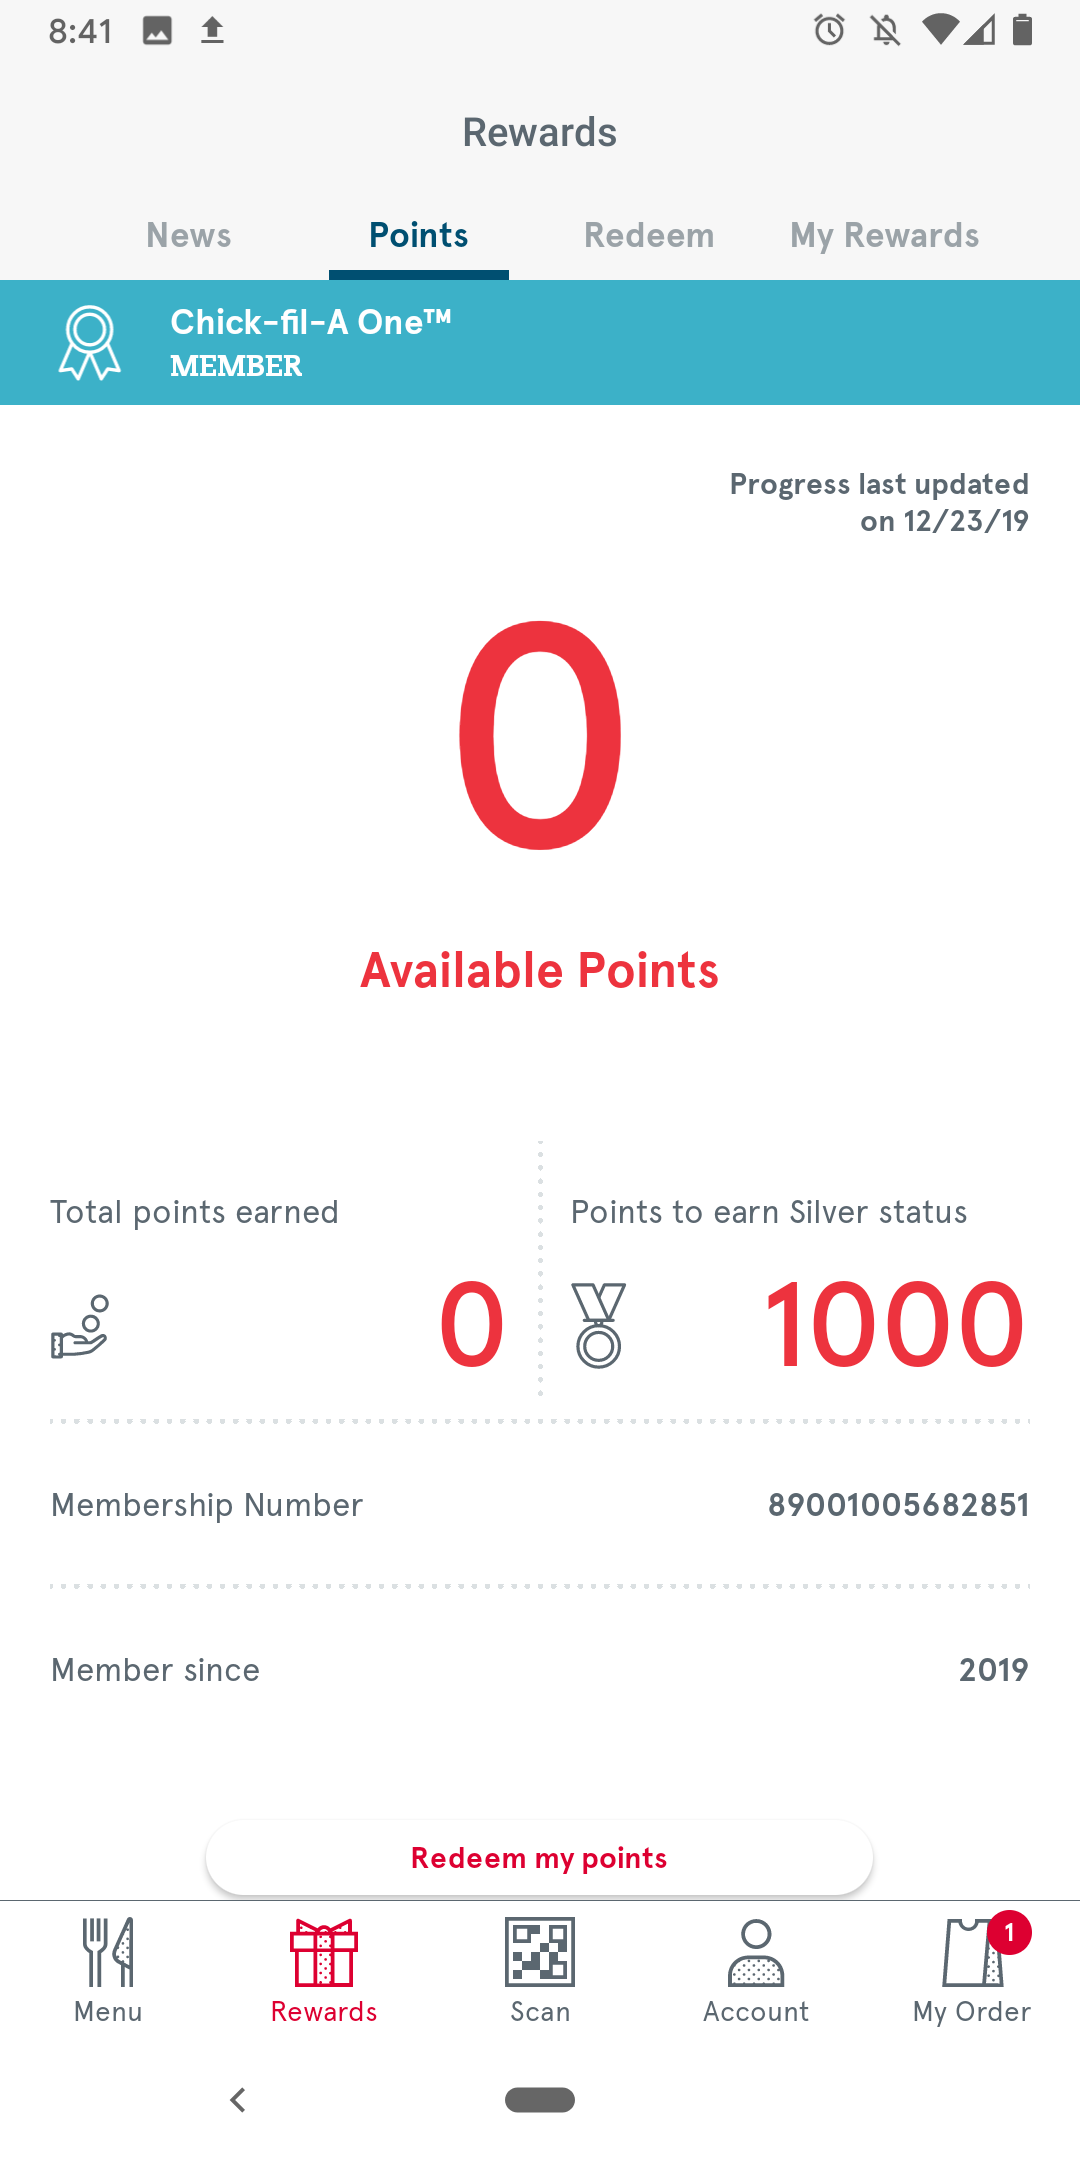 8:41
Rewards
News Points Redeem My Rewards
Chick-fil-A One™
MEMBER
Progress last updated
on 12/23/19
0
Available Points
Total points earned
0
Points to earn Silver status
1000
Membership Number 89001005682851
Member since 2019
Redeem my points
1
Menu Rewards Scan Account My Order